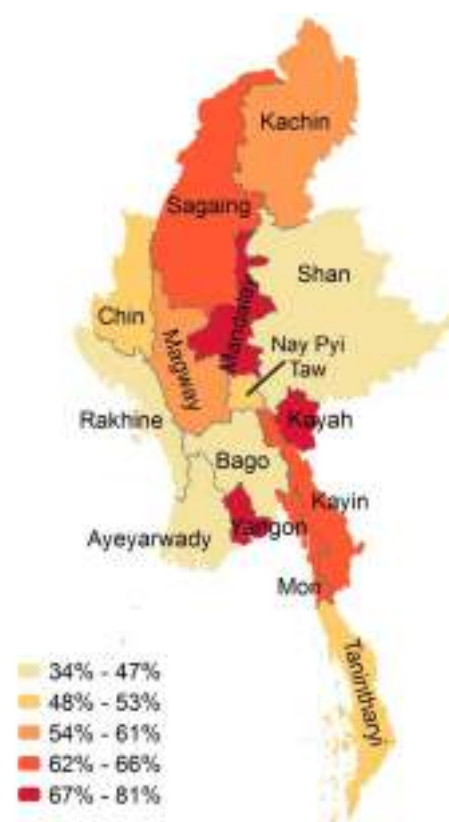 Kachin
Sagaing
Shan
Chin
Mandalay
Magway
Nay Pyi
Taw
Rakhine
Kayah
Bago
Kayin
Yangon
Ayeyarwady
Mon
Tanintharyi
34% - 47%
48% - 53%
54% - 61%
62% - 66%
67% - 81%